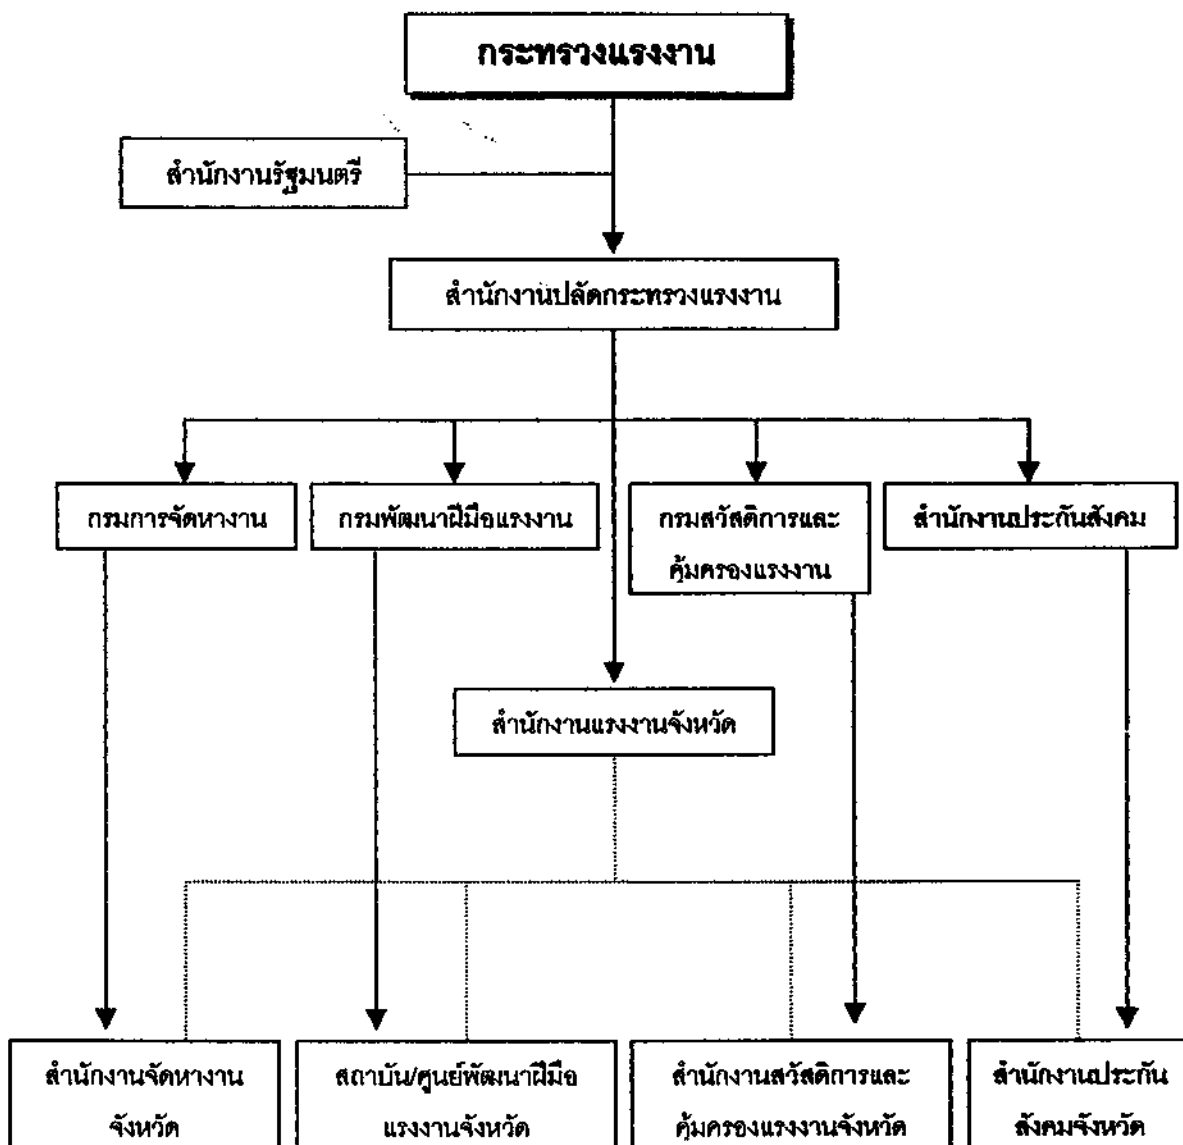 กระทรวงแรงงาน
สำนักงานรัฐมนตรี
สำนักงานปลัดกระทรวงแรงงาน
กรมการจัดหางาน
กรมพัฒนาฝีมือแรงงาน
กรมสวัสดิการและ
คุ้มครองแรงงาน
สำนักงานประกันสังคม
สำนักงานแรงงานจังหวัด
สำนักงานจัดหางาน
จังหวัด
สถาบัน/ศูนย์พัฒนาฝีมือ
แรงงานจังหวัด
สำนักงานสวัสดิการและ
คุ้มครองแรงงานจังหวัด
สำนักงานประกัน
สังคมจังหวัด